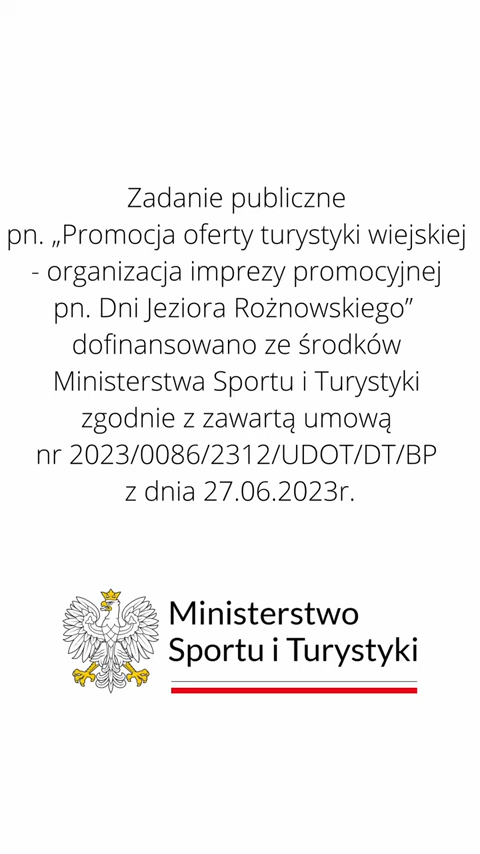 Zadanie publiczne
pn. „Promocja oferty turystyki wiejskiej
- organizacja imprezy promocyjnej
pn. Dni Jeziora Rożnowskiego”
dofinansowano ze środków
Ministerstwa Sportu i Turystyki
zgodnie z zawartą umową
nr 2023/0086/2312/UDOT/DT/BP
z dnia 27.06.2023r.
Ministerstwo
Sportu i Turystyki